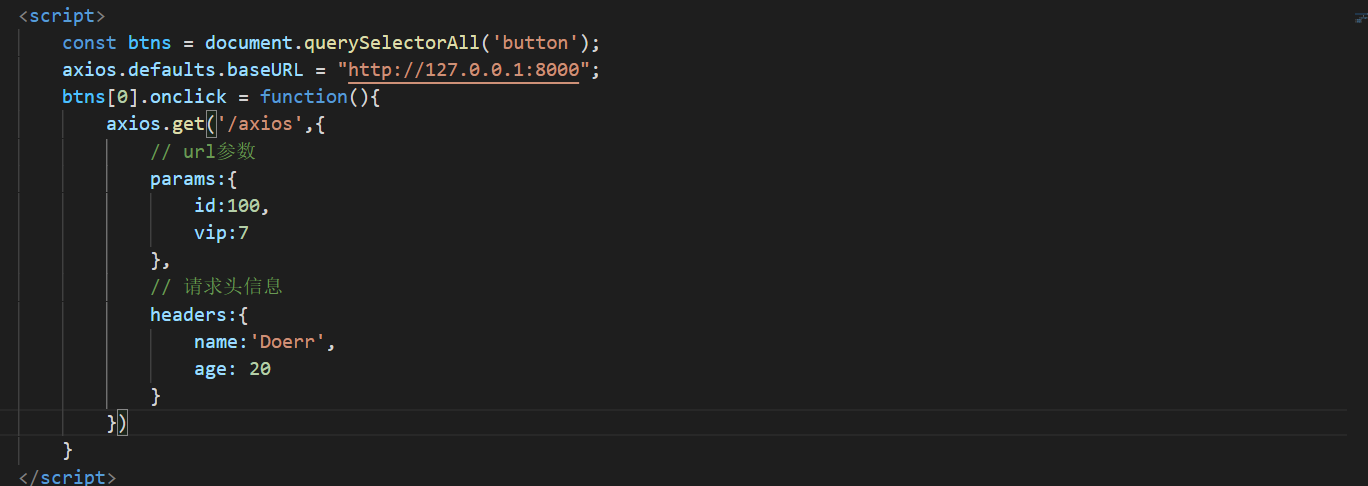 <script>
const btns = document.querySelectorAll('button');
axios.defaults.baseURL = "http://127.0.0.1:8000";
btns[0].onclick = function(){
axios.get('/axios',{
// url参数
params:{
id:100,
vip:7
},
// 请求头信息
headers:{
name:'Doerr',
age: 20
}
})
}
</script>